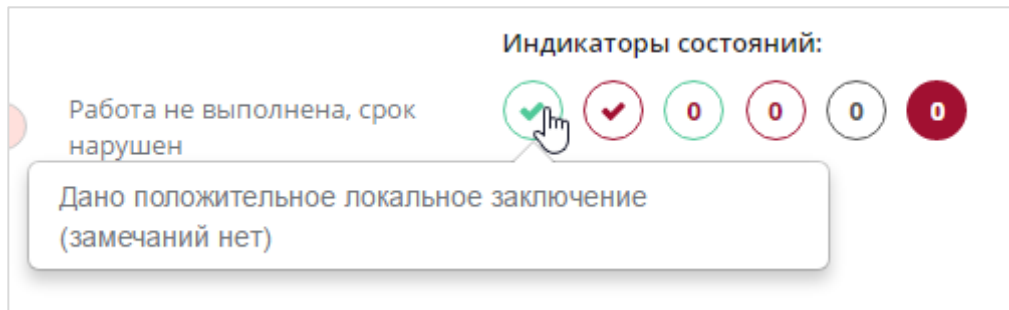 Индикаторы состояний:
Работа не выполнена, срок
нарушен
0 0 0 0
Дано положительное локальное заключение
(замечаний нет)